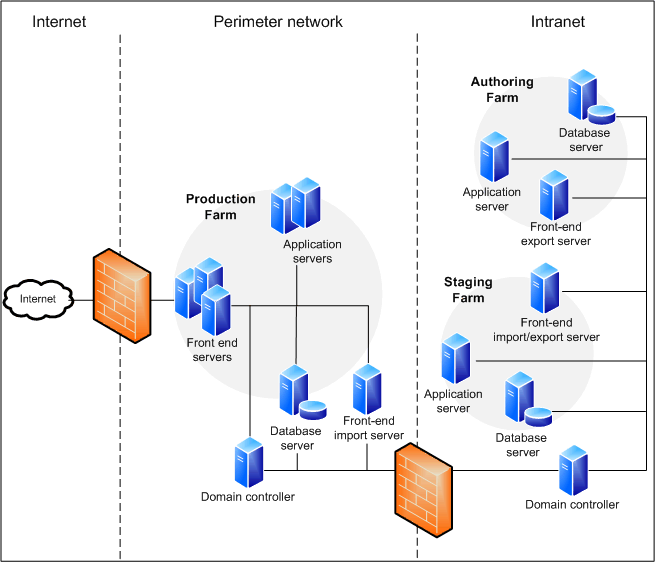 Internet
Perimeter network
Intranet
Authoring
Farm
Database
server
Application
server
Front-end
export server
Production
Farm
Application
servers
Internet
Front end
servers
Staging
Farm
Front-end
import/export server
Application
server
Database
server
Database
server
Front-end
import server
Domain controller
Domain controller